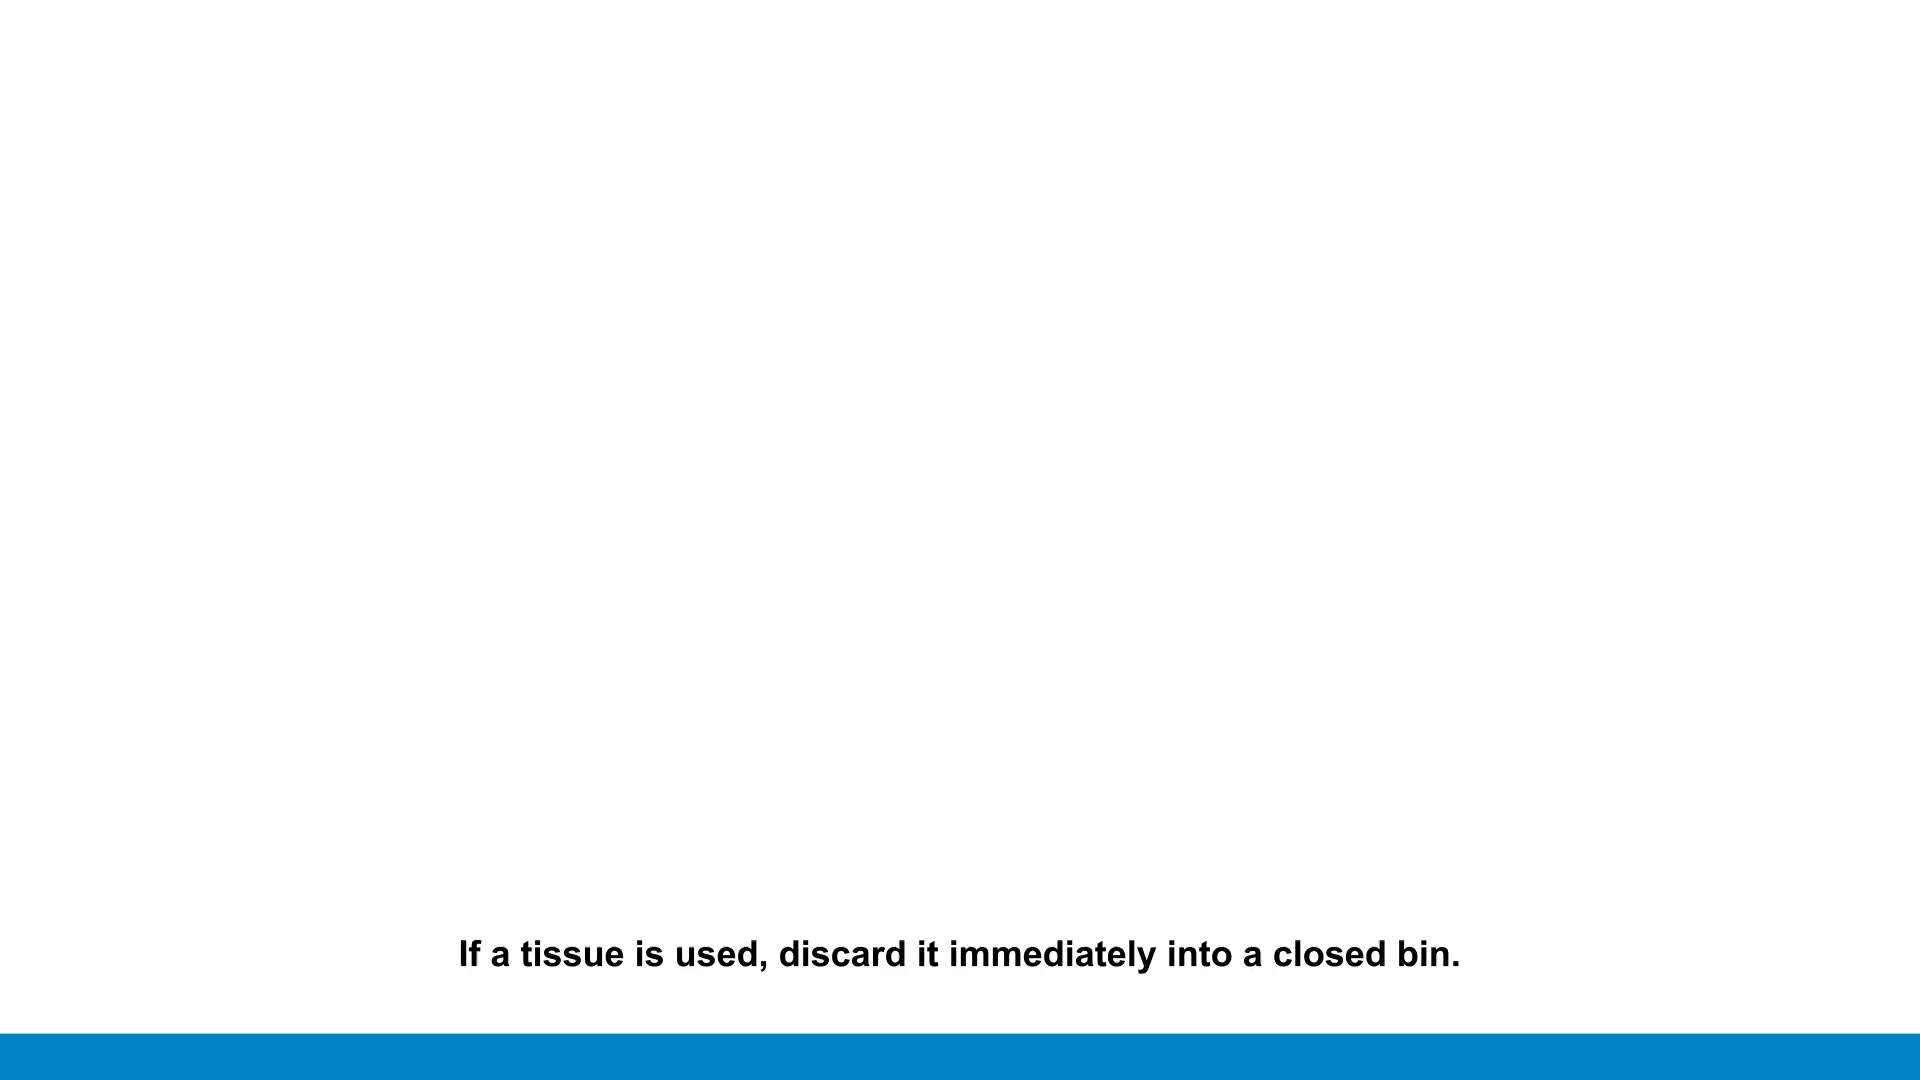 If a tissue is used, discard it immediately into a closed bin.